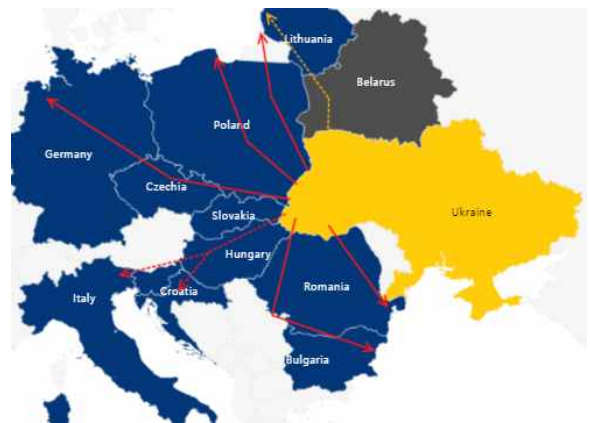 Lithuania
Belarus
Poland
Germany
Czechia
Slovakia
Ukraine
Hungary
Romania
Italy
Croatia
Bulgaria